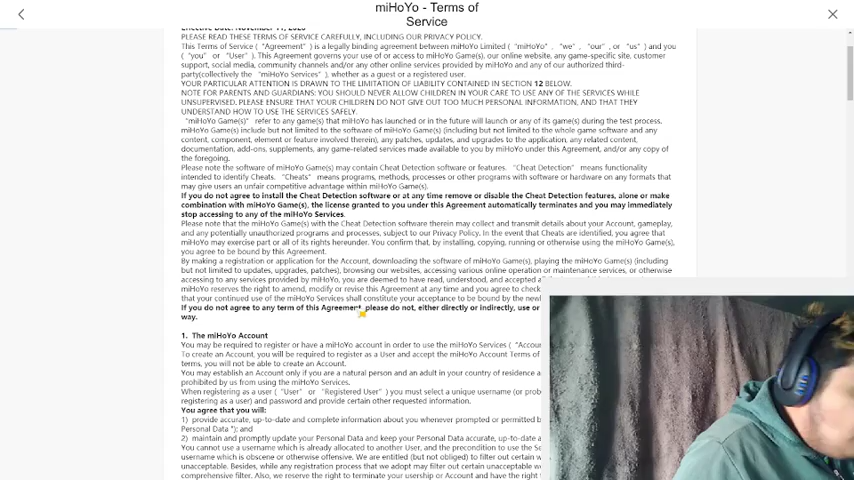 miHoYo - Terms of
Service
PLEASE READ THESE TERMS OF SERVICE CAREFULLY, INCLUDING OUR PRIVACY POLICY.
This Terms of Service ( "Agreement" ) is a legally binding agreement between miHoYo Limited ( "miHoYo" , "we" , "our" , or "us" ) and you
( "you" or "User" ). This Agreement governs your use of or access to miHoYo Game(s), our online website, any game-specific site, customer
support, social media, community channels and/or any other online services provided by miHoYo and any of our authorized third-
party(collectively the "miHoYo Services" ), whether as a guest or a registered user.
YOUR PARTICULAR ATTENTION IS DRAWN TO THE LIMITATION OF LIABILITY CONTAINED IN SECTION 12 BELOW.
NOTE FOR PARENTS AND GUARDIANS: YOU SHOULD NEVER ALLOW CHILDREN IN YOUR CARE TO USE ANY OF THE SERVICES WHILE
UNSUPERVISED. PLEASE ENSURE THAT YOUR CHILDREN DO NOT GIVE OUT TOO MUCH PERSONAL INFORMATION, AND THAT THEY
UNDERSTAND HOW TO USE THE SERVICES SAFELY.
"miHoYo Game(s)" refer to any game(s) that miHoYo has launched or in the future will launch or any of its game(s) during the test process.
miHoYo Game(s) include but not limited to the software of miHoYo Game(s) (including but not limited to the whole game software and any
content, component, element or feature involved therein), any patches, updates, and upgrades to the application, any related content,
documentation, add-ons, supplements, any game-related services made available to you by miHoYo under this Agreement, and/or any copy of
the foregoing.
Please note the software of miHoYo Game(s) may contain Cheat Detection software or features. "Cheat Detection" means functionality
intended to identify Cheats. "Cheats" means programs, methods, processes or other programs with software or hardware on any formats that
may give users an unfair competitive advantage within miHoYo Game(s).
If you do not agree to install the Cheat Detection software or at any time remove or disable the Cheat Detection features, alone or make
combination with miHoYo Game(s), the license granted to you under this Agreement automatically terminates and you may immediately
stop accessing to any of the miHoYo Services.
Please note that the miHoYo Game(s) with the Cheat Detection software therein may collect and transmit details about your Account, gameplay,
and any potentially unauthorized programs and processes, subject to our Privacy Policy. In the event that Cheats are identified, you agree that
miHoYo may exercise part or all of its rights hereunder. You confirm that, by installing, copying, running or otherwise using the miHoYo Game(s),
you agree to be bound by this Agreement.
By making a registration or application for the Account, downloading the software of miHoYo Game(s), playing the miHoYo Game(s) (including
but not limited to updates, upgrades, patches), browsing our websites, accessing various online operation or maintenance services, or otherwise
accessing to any services provided by miHoYo, you are deemed to have read, understood, and accepted
miHoYo reserves the right to amend, modify or revise this Agreement at any time and you agree to check
that your continued use of the miHoYo Services shall constitute your acceptance to be bound by the
If you do not agree to any term of this Agreement, please do not, either directly or indirectly, use or
way.
1. The miHoYo Account
You may be required to register or have a miHoYo account in order to use the miHoYo Services (
To create an Account, you will be required to register as a User and accept the miHoYo Account Terms of
terms, you will not be able to create an Account.
You may establish an Account only if you are a natural person and an adult in your country of residence
prohibited by us from using the miHoYo Services.
When registering as a user ( "User" or "Registered User" ) you must select a unique username (or
registering as a user) and password and provide certain other requested information.
You agree that you will:
1) provide accurate, up-to-date and complete information about you whenever prompted or permitted
Personal Data "); and
2) maintain and promptly update your Personal Data and keep your Personal Data accurate, up-to-date
You cannot use a username which is already allocated to another User, and the precondition to use the
username which is obscene or otherwise offensive. We are entitled (but not obliged) to filter out certain
unacceptable. Besides, while any registration process that we adopt may filter out certain unacceptable
comprehensive filter. Also, we reserve the right to terminate your usership or Account and have the right